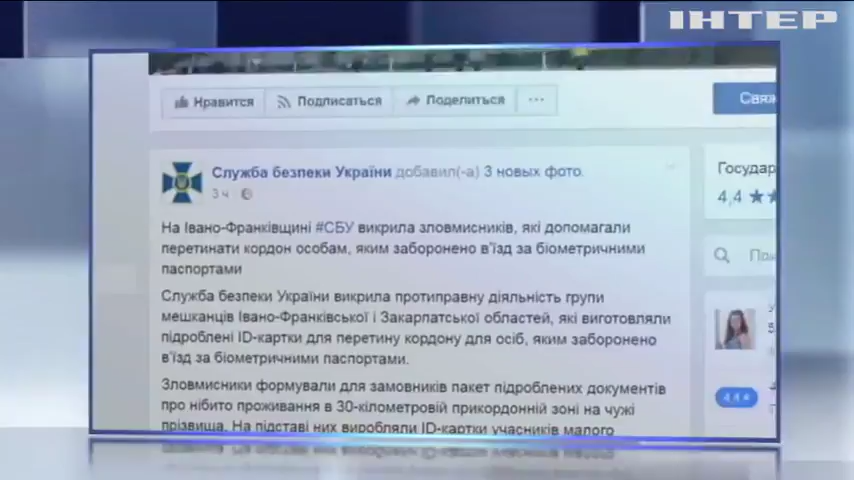 ІНТЕР
Нравится
Подписаться
Поделиться
...
Служба безпеки України добавил(-а) 3 новых фото.
3 ч
Государ
4,4
На Івано-Франківщині #СБУ викрила зловмисників, які допомагали
перетинати кордон особам, яким заборонено в'їзд за біометричними
паспортами
Служба безпеки України викрила протиправну діяльність групи
мешканців Івано-Франківської і Закарпатської областей, які виготовляли
підроблені ID-картки для перетину кордону для осіб, яким заборонено
в'їзд за біометричними паспортами.
Зловмисники формували для замовників пакет підроблених документів
про нібито проживання в 30-кілометровій прикордонній зоні на чужі
прізвища. На підставі них виробляли ID-картки учасників малого